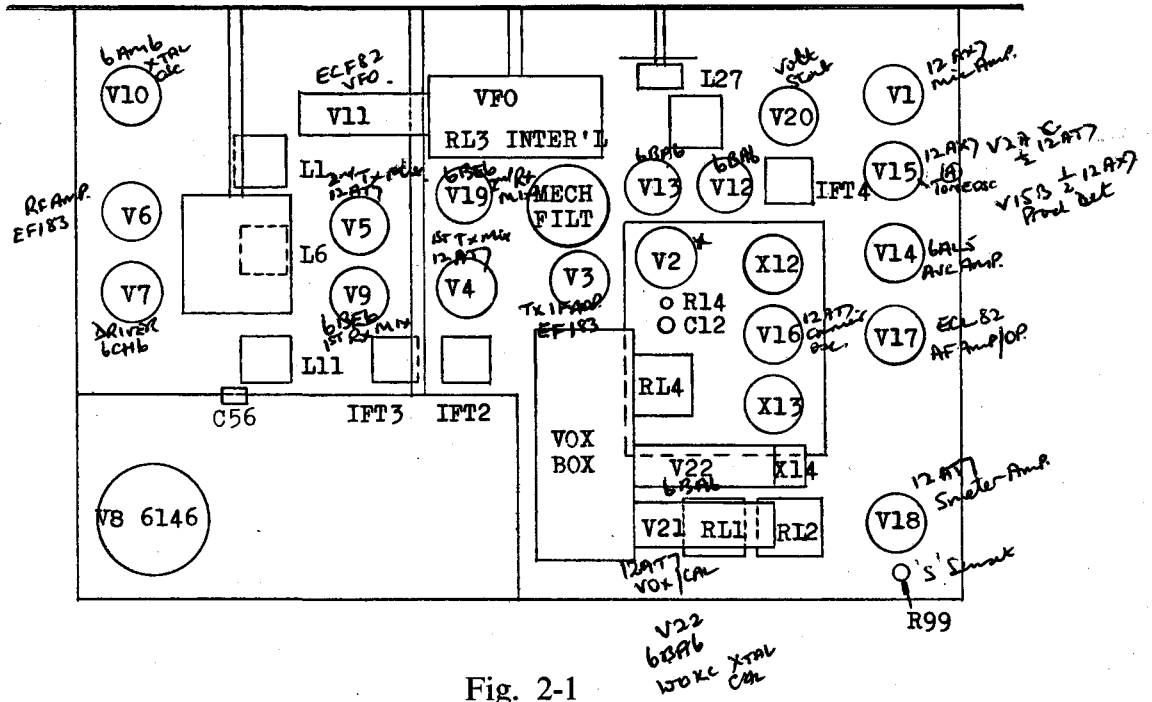 6AM6
XTAL
osc
V10
ECF82
VFO.
V11
VFO
RL3 INTER'L
L27
Volt
Stab
V20
12AX7
Mic Amp.
V1
L1
2nd Tx Mixer
12AT7
V5
6BE6
2nd Rx
Mix
V19
MECH
FILT
6BA6
V13
6BA6
V12
IFT4
V15
12AX7 V2A
(A)
Tone osc
½ 12AT7
V15B ½ 12AX7
Prod Det
RF Amp.
EF183
V6
L6
1st Tx Mix
12AT7
V4
V3
Tx IF Amp.
EF183
V2
X12
R14
C12
V14
6AL5
AVC AMP.
V7
DRIVER
6CH6
V9
6BE6
1st Rx Mix
V16
12AT7
Carrier
osc.
V17
ECL82
AF Amp/OP.
L11
C56
IFT3
IFT2
RL4
X13
VOX
BOX
V22
X14
6BA6
V8 6146
V21
RL1
RL2
12AT7
VOX/CAL
V18
12AT7
Smeter Amp.
'S'
R99
V22
6BA6
100KC XTAL
CAL
Fig. 2-1